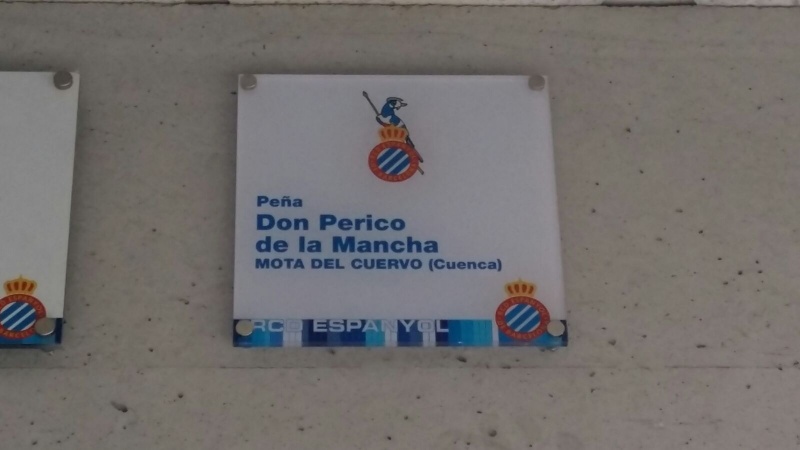 Peña
Don Perico
de la Mancha
MOTA DEL CUERVO (Cuenca)
RCD ESPANYOL